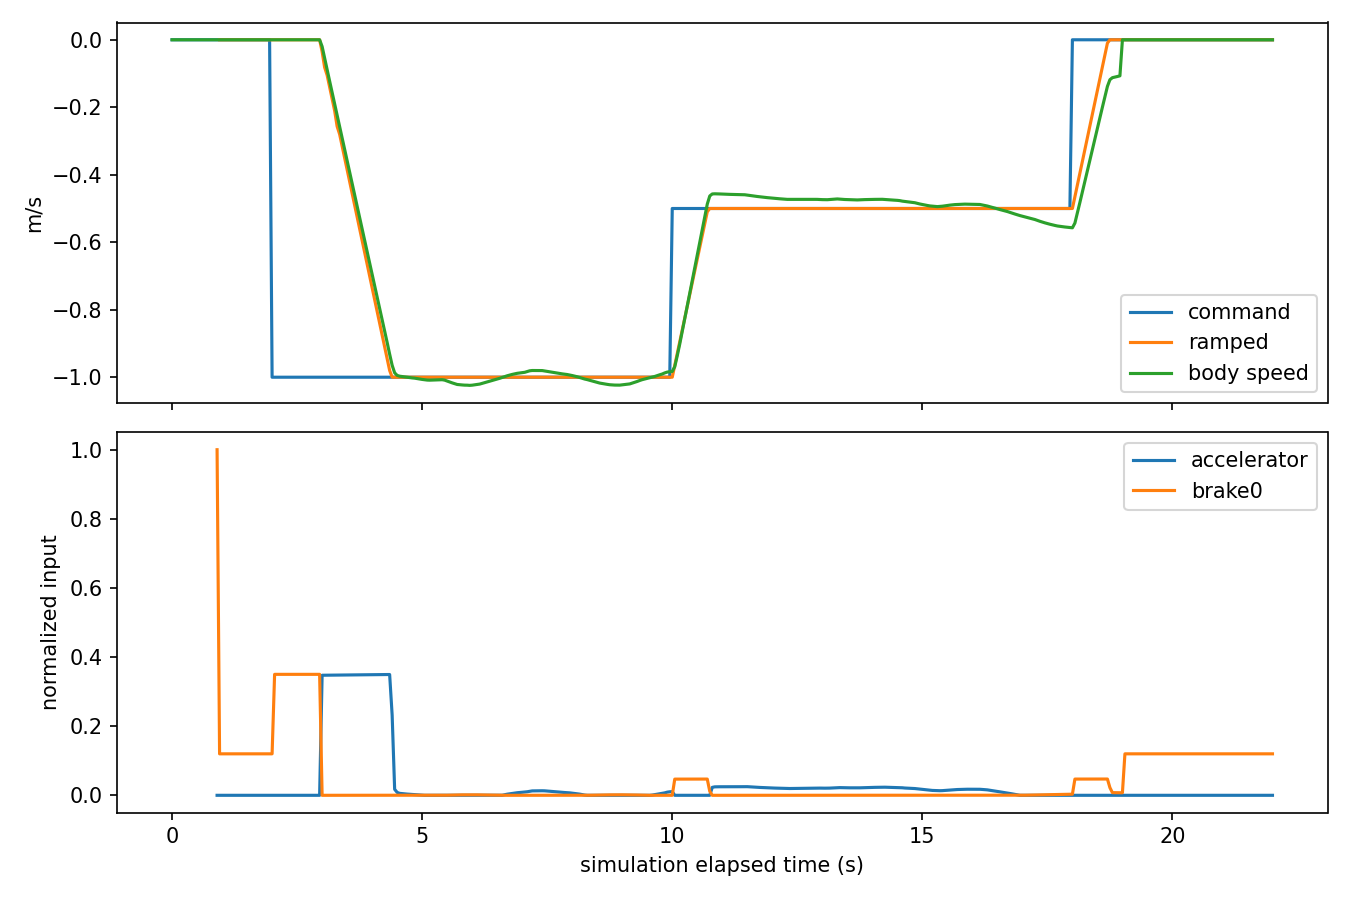 0.0
−0.2
−0.4
−0.6
−0.8
−1.0
m/s
command
ramped
body speed
1.0
0.8
0.6
0.4
0.2
0.0
normalized input
accelerator
brake0
0 5 10 15 20
simulation elapsed time (s)